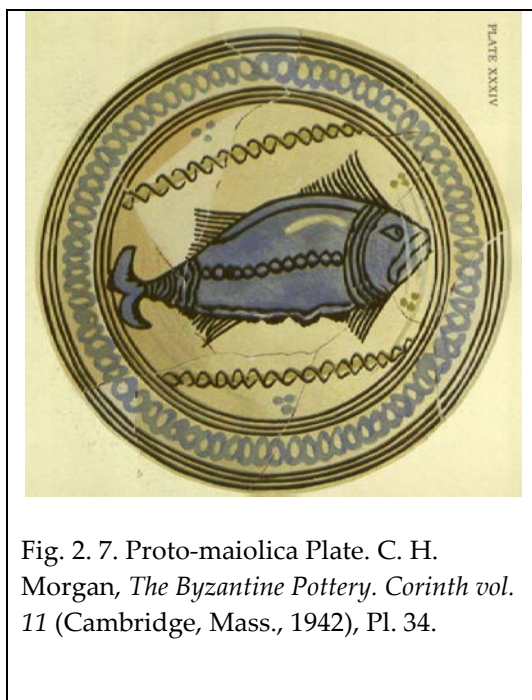 PLATE XXXIV
Fig. 2. 7. Proto-maiolica Plate. C. H.
Morgan, The Byzantine Pottery. Corinth vol.
11 (Cambridge, Mass., 1942), Pl. 34.